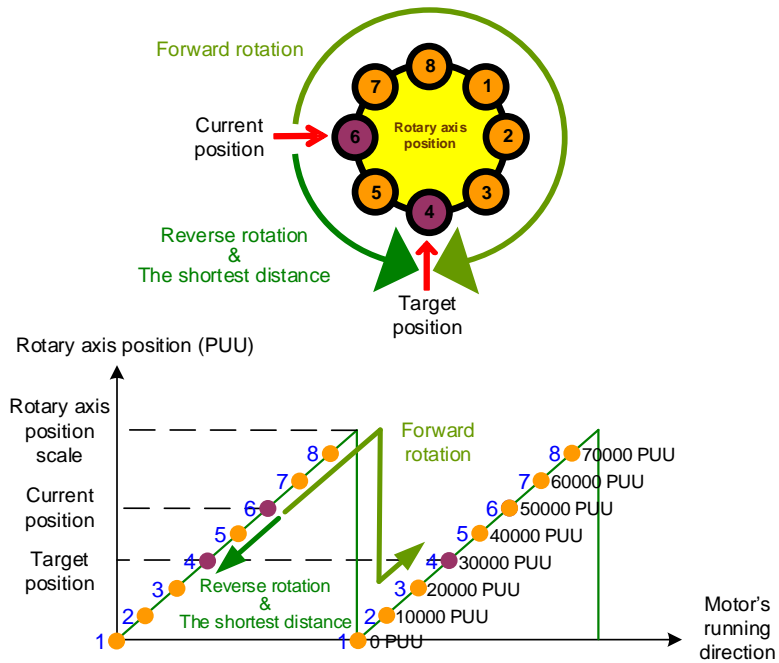 Forward rotation
8
7
1
Current
position
6
Rotary axis
position
2
5
3
4
Reverse rotation
&
The shortest distance
Target
position
Rotary axis position (PUU)
Rotary axis
position
scale
Forward
rotation
8
8
70000 PUU
7
7
60000 PUU
Current
position
6
6
50000 PUU
5
5
40000 PUU
Target
position
4
4
30000 PUU
3
3
20000 PUU
Reverse rotation
&
The shortest distance
2
2
10000 PUU
1
1
0 PUU
Motor's
running
direction